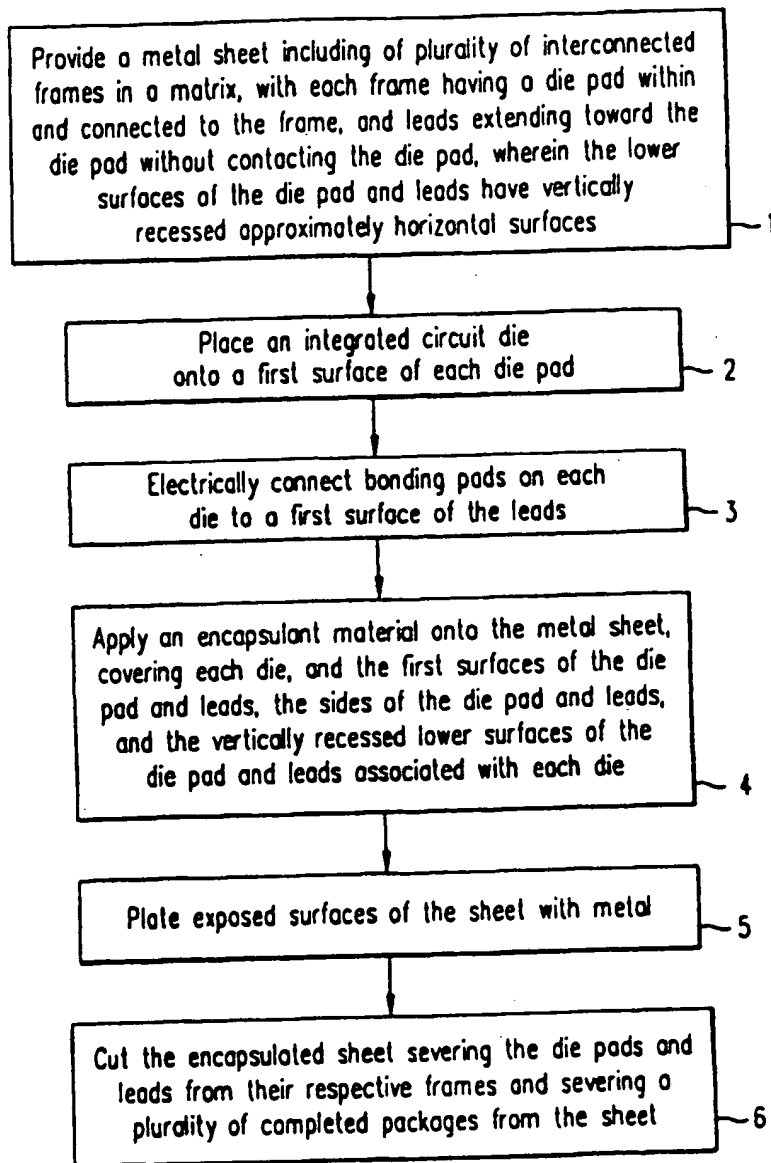 Provide a metal sheet including of plurality of interconnected
frames in a matrix, with each frame having a die pad within
and connected to the frame, and leads extending toward the
die pad without contacting the die pad, wherein the lower
surfaces of the die pad and leads have vertically
recessed approximately horizontal surfaces
1
Place an integrated circuit die
onto a first surface of each die pad
2
Electrically connect bonding pads on each
die to a first surface of the leads
3
Apply an encapsulant material onto the metal sheet,
covering each die, and the first surfaces of the die
pad and leads, the sides of the die pad and leads,
and the vertically recessed lower surfaces of the
die pad and leads associated with each die
4
Plate exposed surfaces of the sheet with metal
5
Cut the encapsulated sheet severing the die pads and
leads from their respective frames and severing a
plurality of completed packages from the sheet
6